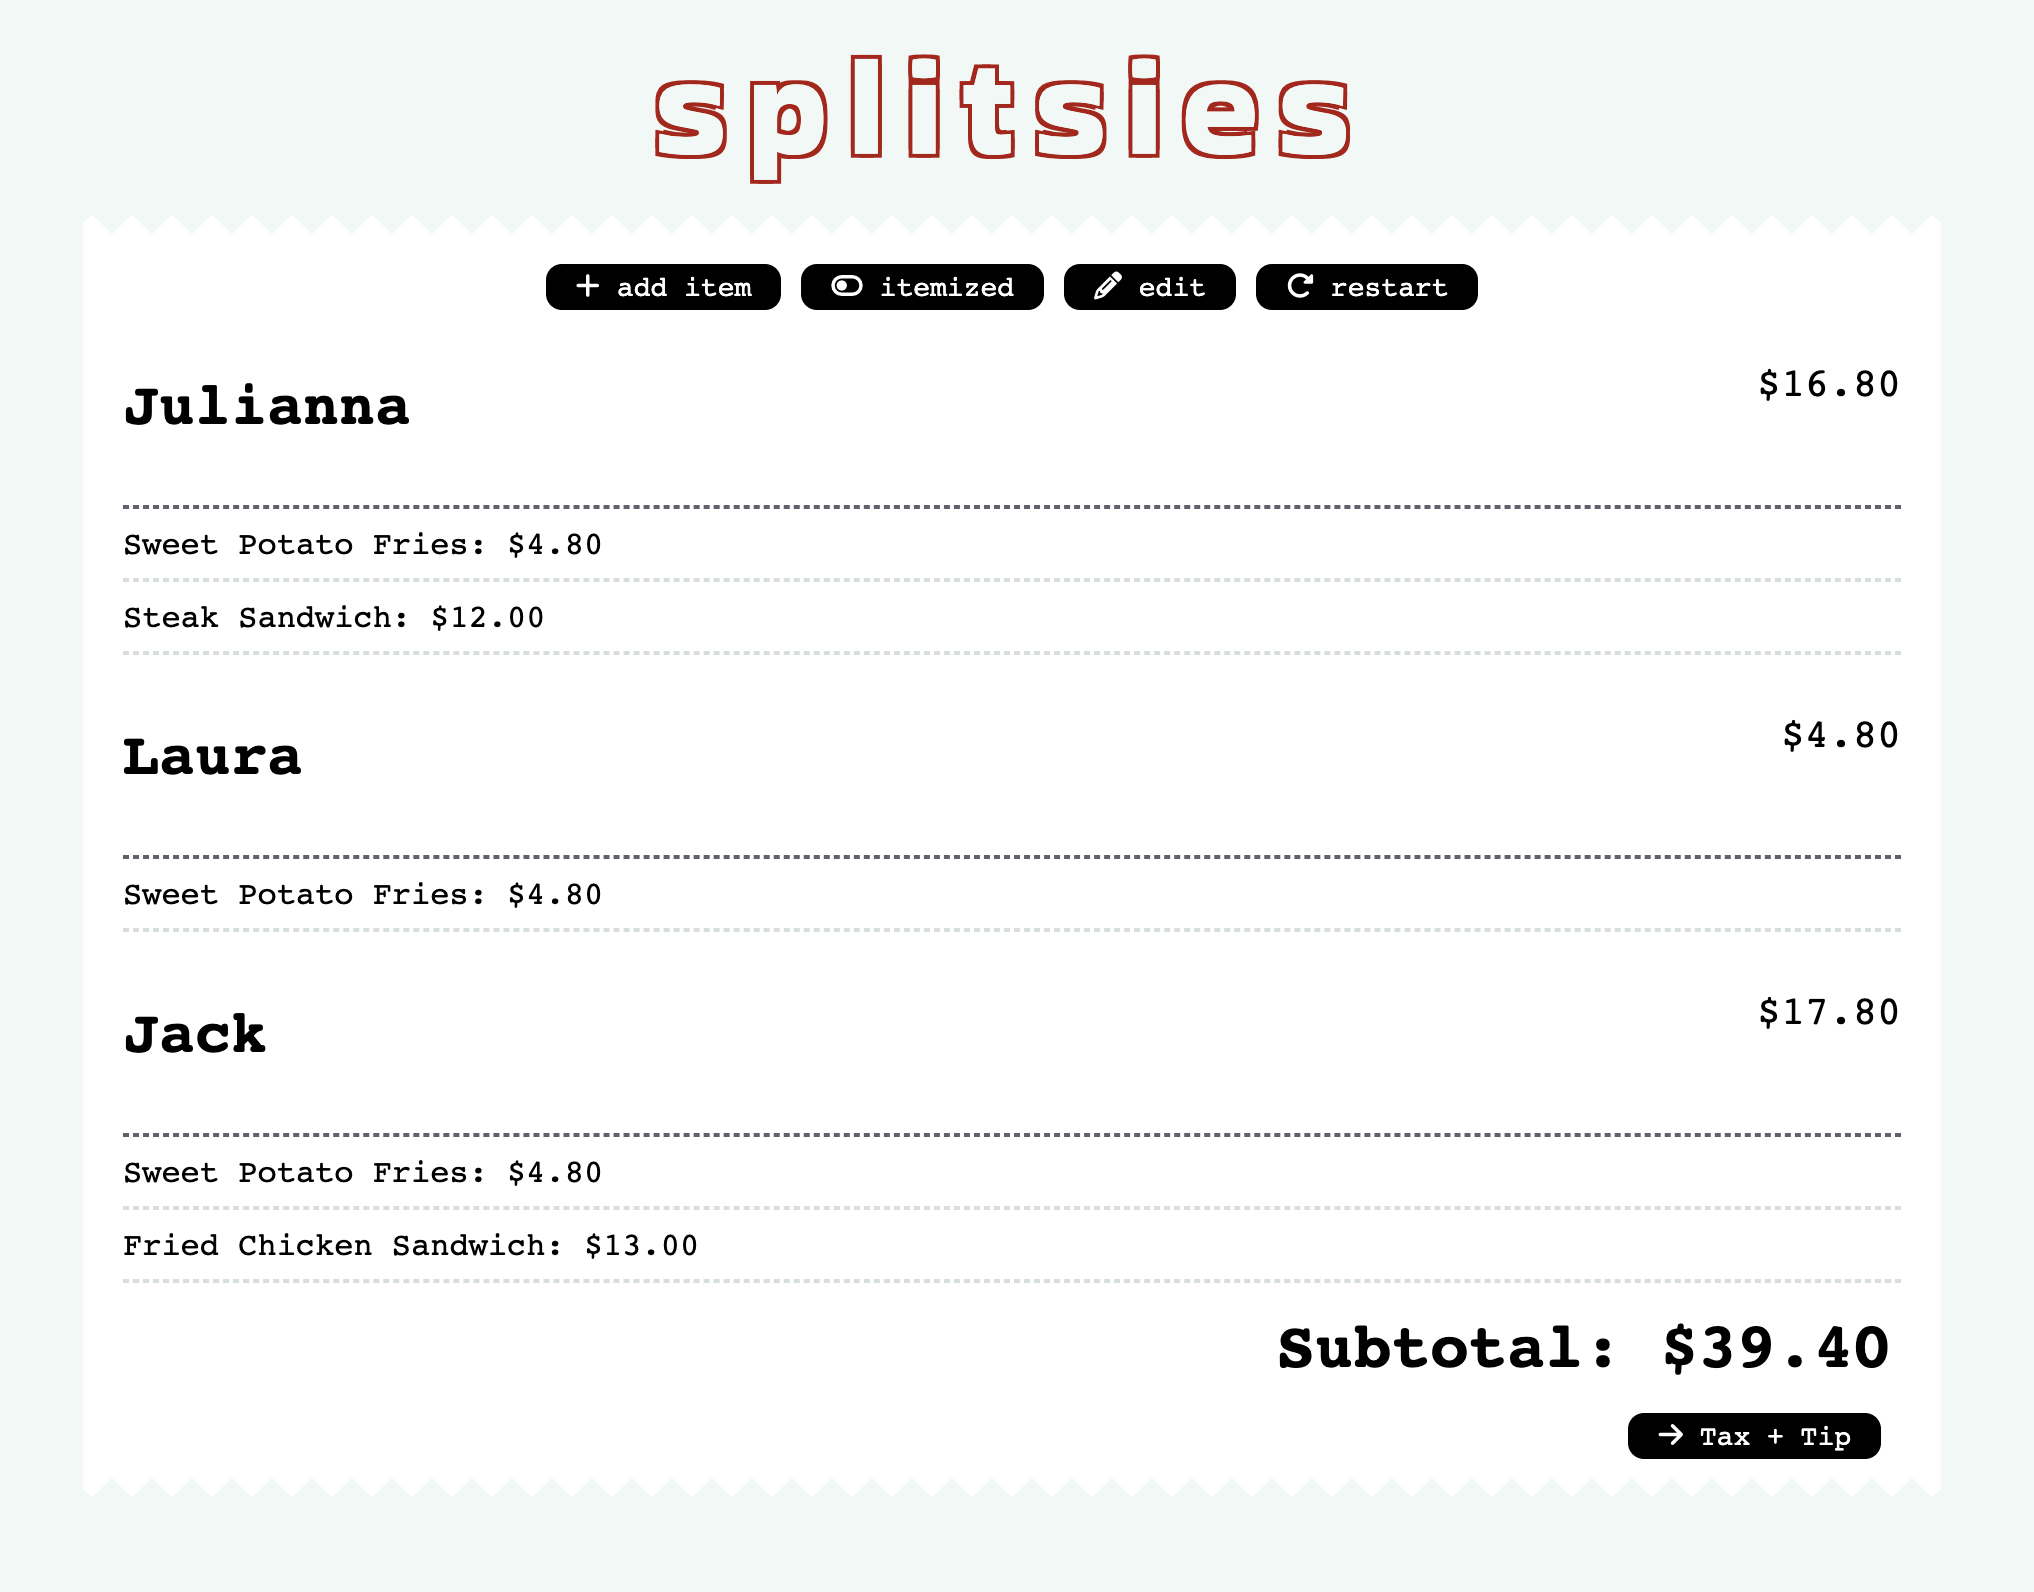 splitsies
add item itemized edit restart
Julianna $16.80
Sweet Potato Fries: $4.80
Steak Sandwich: $12.00
Laura $4.80
Sweet Potato Fries: $4.80
Jack $17.80
Sweet Potato Fries: $4.80
Fried Chicken Sandwich: $13.00
Subtotal: $39.40
Tax + Tip